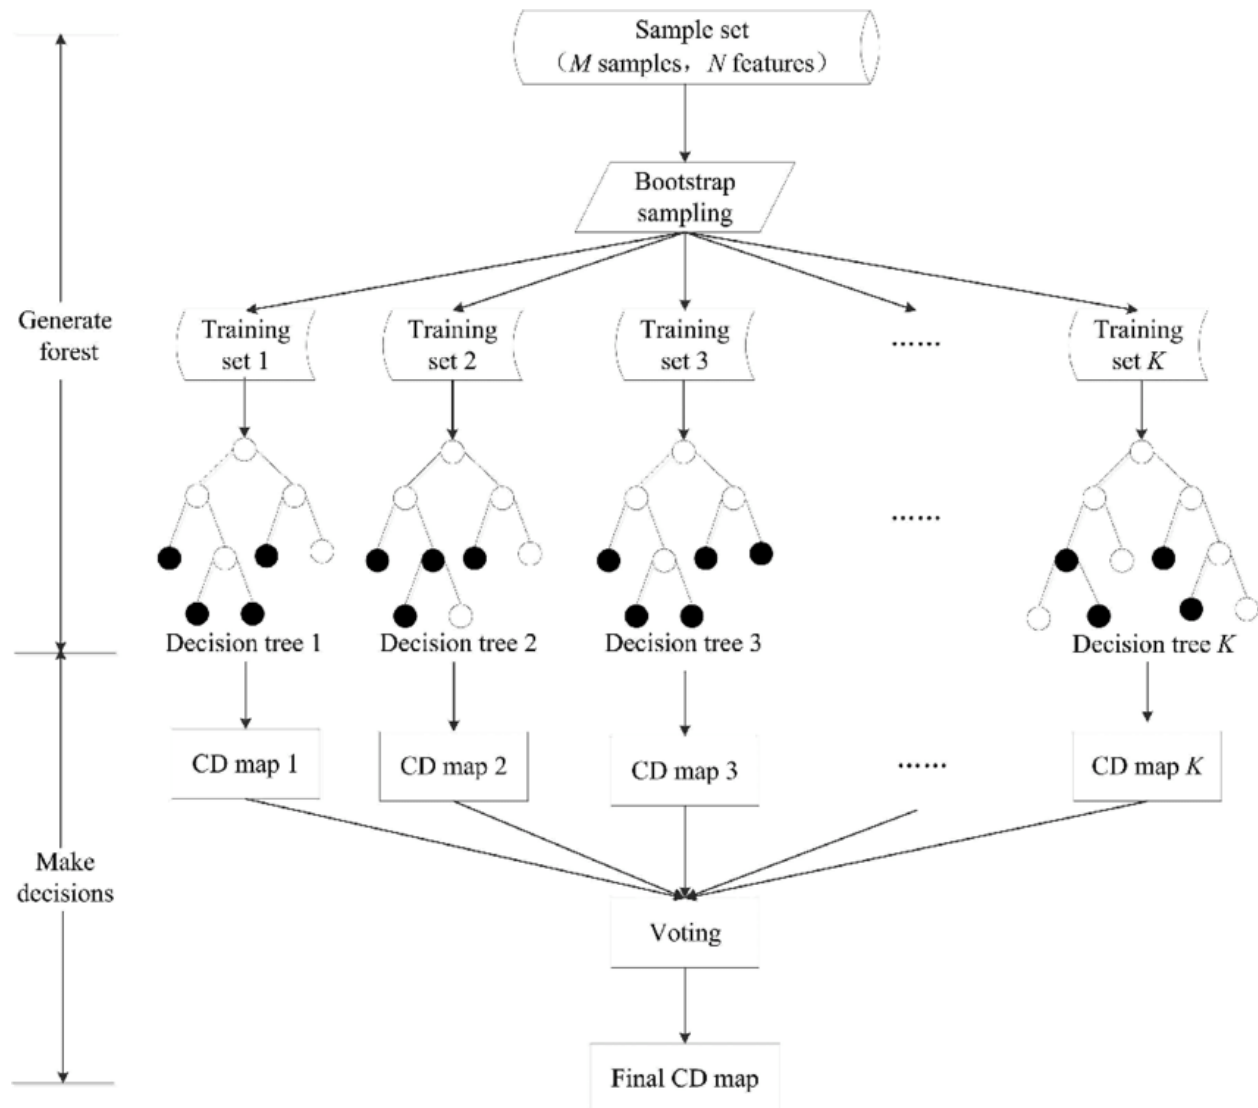 Sample set
（M samples，N features）
Bootstrap
sampling
Generate
forest
Training
set 1
Training
set 2
Training
set 3
......
Training
set K
......
Decision tree 1
Decision tree 2
Decision tree 3
Decision tree K
CD map 1
CD map 2
CD map 3
......
CD map K
Make
decisions
Voting
Final CD map